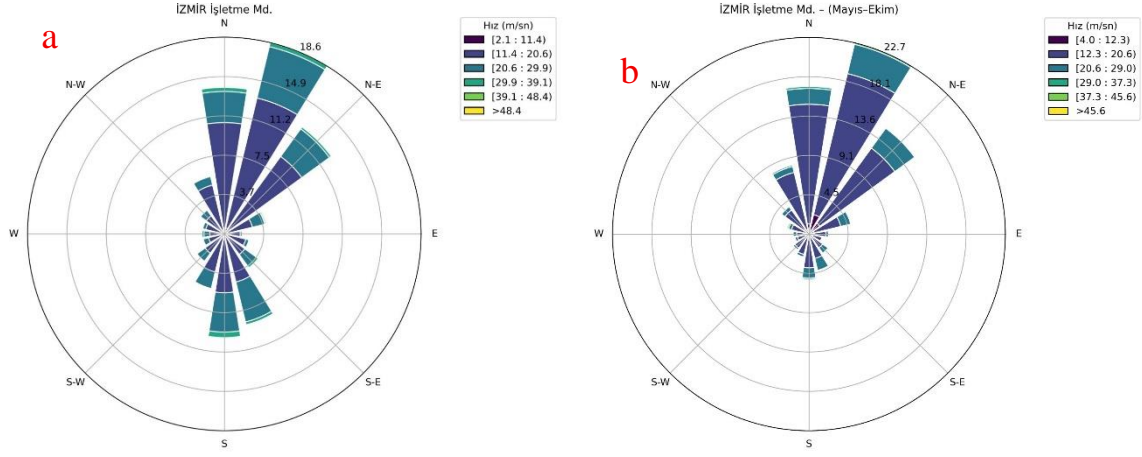 a
İZMİR İşletme Md.
N
N-E
E
S-E
S
S-W
W
N-W
3.7
7.5
11.2
14.9
18.6
Hız (m/sn)
[2.1 : 11.4)
[11.4 : 20.6)
[20.6 : 29.9)
[29.9 : 39.1)
[39.1 : 48.4)
>48.4
b
İZMİR İşletme Md. – (Mayıs–Ekim)
N
N-E
E
S-E
S
S-W
W
N-W
4.5
9.1
13.6
18.1
22.7
Hız (m/sn)
[4.0 : 12.3)
[12.3 : 20.6)
[20.6 : 29.0)
[29.0 : 37.3)
[37.3 : 45.6)
>45.6